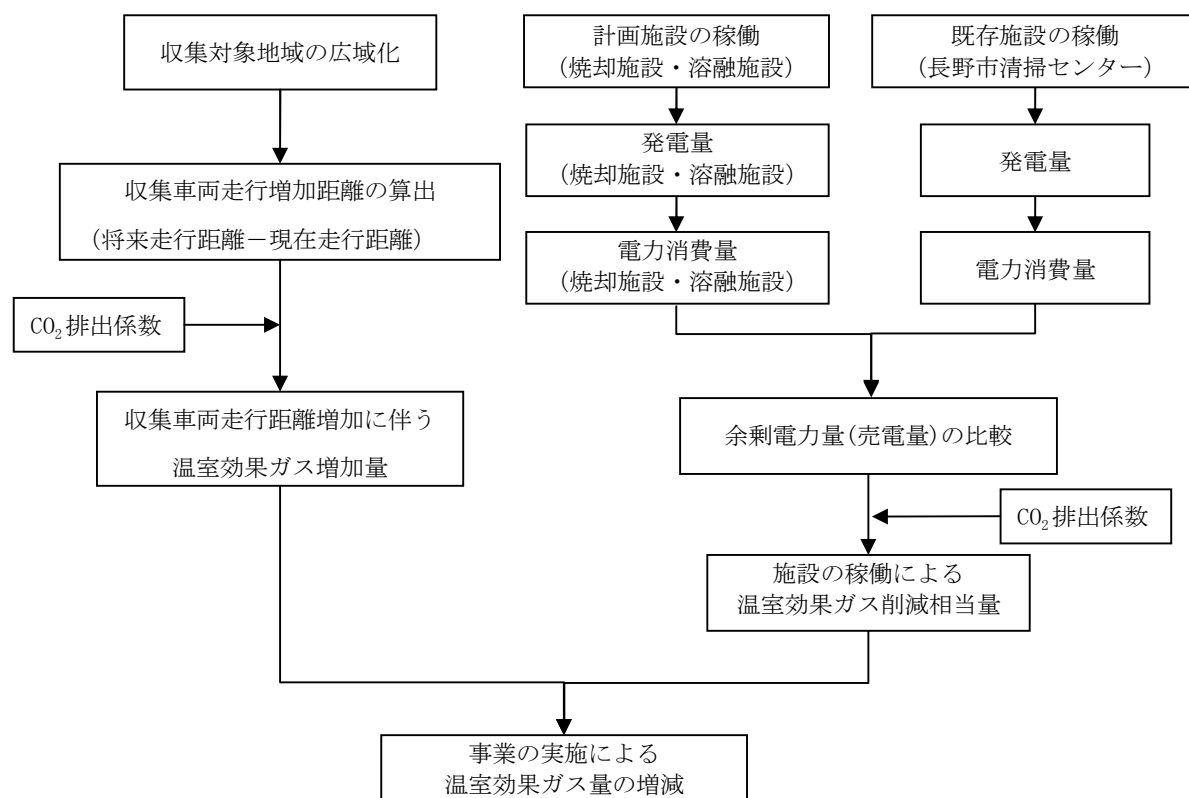 収集対象地域の広域化
計画施設の稼働
(焼却施設・溶融施設)
既存施設の稼働
(長野市清掃センター)
発電量
(焼却施設・溶融施設)
発電量
収集車両走行増加距離の算出
(将来走行距離－現在走行距離)
電力消費量
(焼却施設・溶融施設)
電力消費量
CO₂排出係数
収集車両走行距離増加に伴う
温室効果ガス増加量
余剰電力量(売電量)の比較
CO₂排出係数
施設の稼働による
温室効果ガス削減相当量
事業の実施による
温室効果ガス量の増減